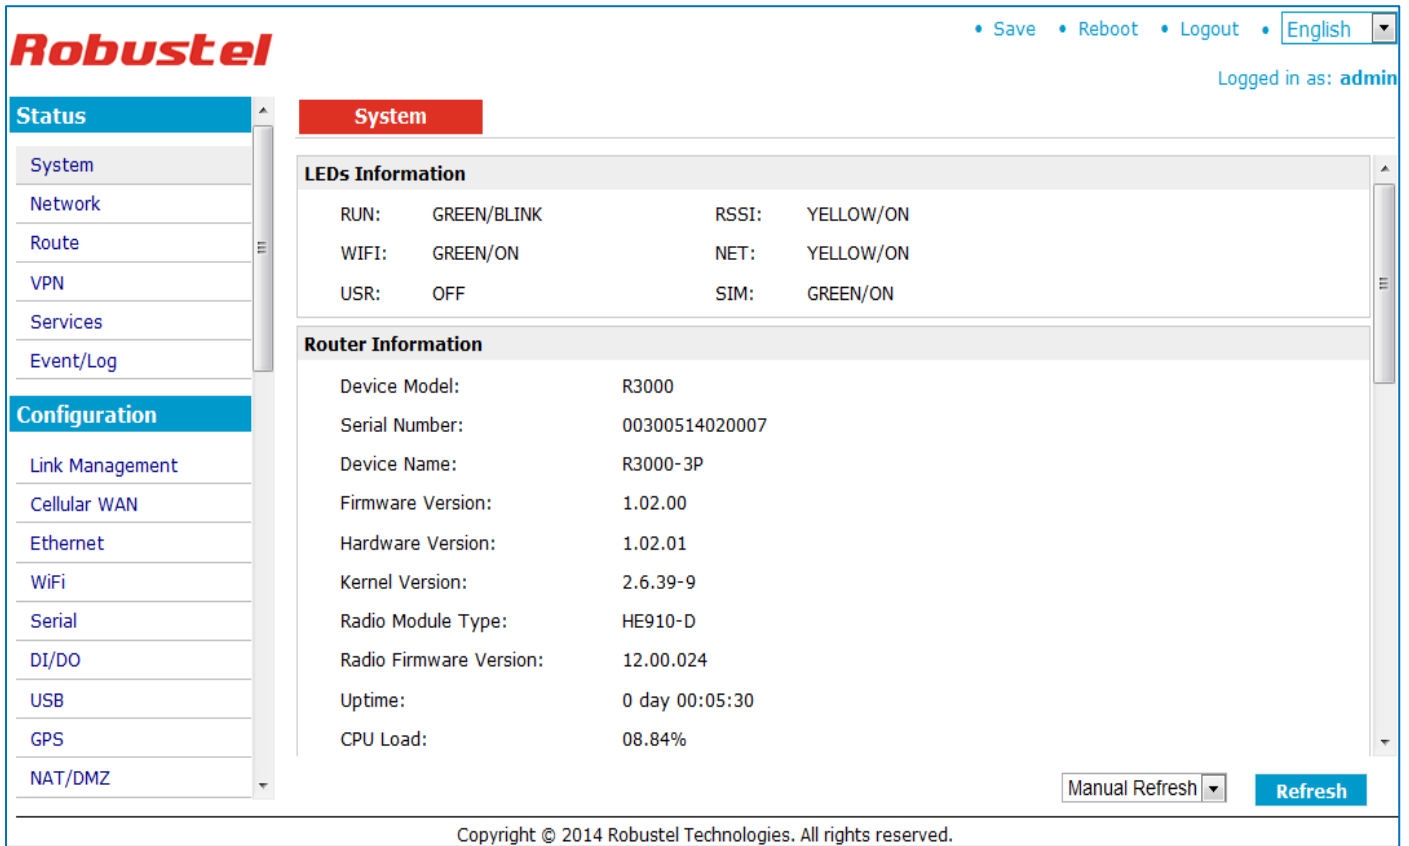 Robustel
• Save • Reboot • Logout • English
Logged in as: admin
Status
System
Network
Route
VPN
Services
Event/Log
Configuration
Link Management
Cellular WAN
Ethernet
WiFi
Serial
DI/DO
USB
GPS
NAT/DMZ
System
LEDs Information
RUN: GREEN/BLINK RSSI: YELLOW/ON
WIFI: GREEN/ON NET: YELLOW/ON
USR: OFF SIM: GREEN/ON
Router Information
Device Model: R3000
Serial Number: 00300514020007
Device Name: R3000-3P
Firmware Version: 1.02.00
Hardware Version: 1.02.01
Kernel Version: 2.6.39-9
Radio Module Type: HE910-D
Radio Firmware Version: 12.00.024
Uptime: 0 day 00:05:30
CPU Load: 08.84%
Manual Refresh Refresh
Copyright © 2014 Robustel Technologies. All rights reserved.